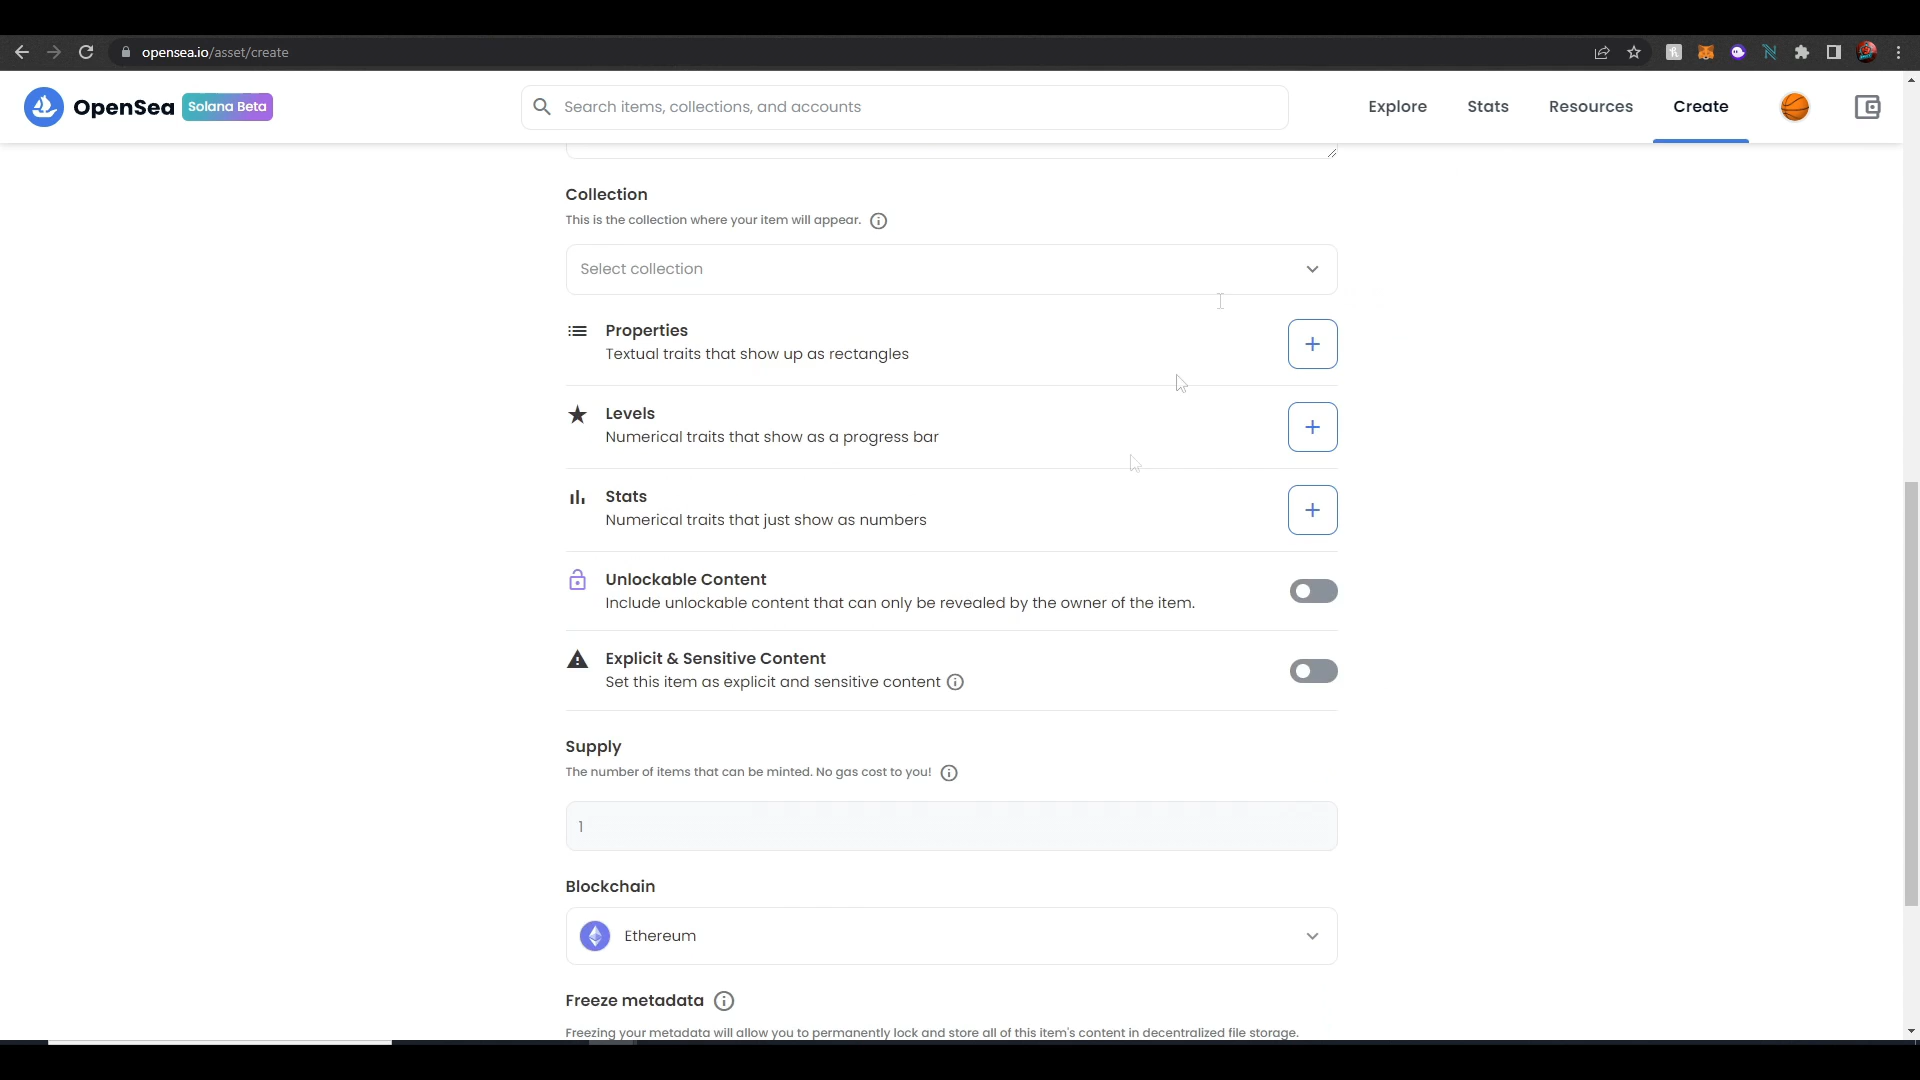 opensea.io/asset/create
OpenSea Solana Beta Search items, collections, and accounts Explore Stats Resources Create
Collection
This is the collection where your item will appear.
Select collection
Properties
Textual traits that show up as rectangles
Levels
Numerical traits that show as a progress bar
Stats
Numerical traits that just show as numbers
Unlockable Content
Include unlockable content that can only be revealed by the owner of the item.
Explicit & Sensitive Content
Set this item as explicit and sensitive content
Supply
The number of items that can be minted. No gas cost to you!
1
Blockchain
Ethereum
Freeze metadata
Freezing your metadata will allow you to permanently lock and store all of this item's content in decentralized file storage.